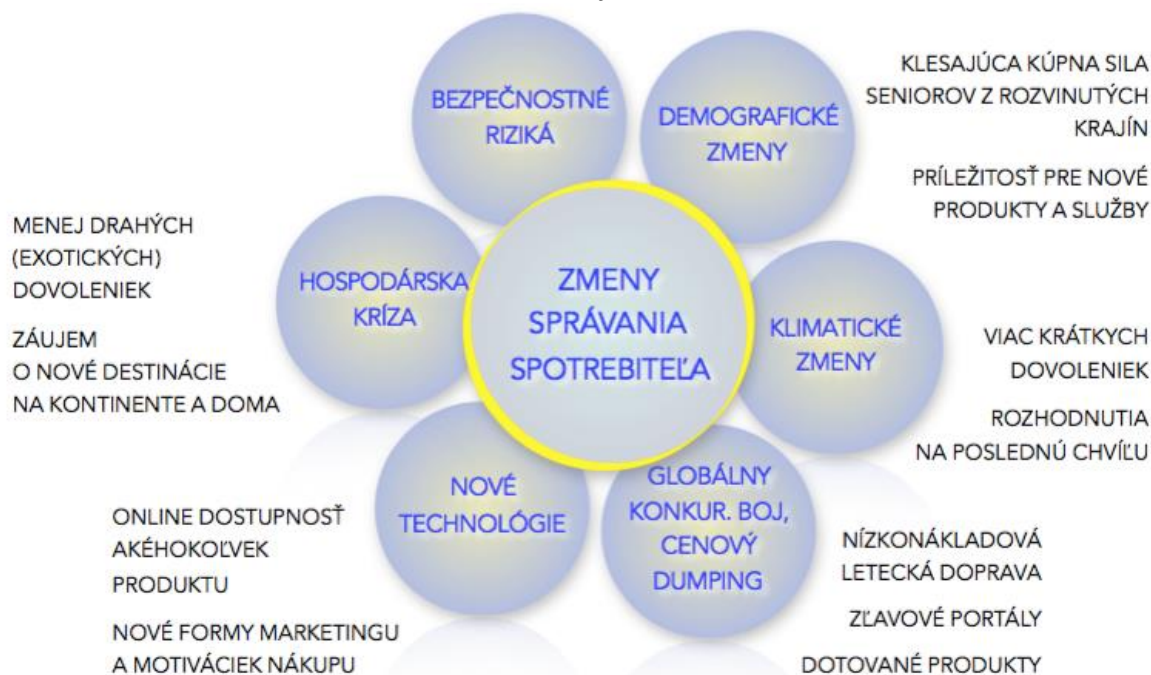 BEZPEČNOSTNÉ
RIZIKÁ
DEMOGRAFICKÉ
ZMENY
KLESAJÚCA KÚPNA SILA
SENIOROV Z ROZVINUTÝCH
KRAJÍN
PRÍLEŽITOSŤ PRE NOVÉ
PRODUKTY A SLUŽBY
MENEJ DRAHÝCH
(EXOTICKÝCH)
DOVOLENIEK
ZÁUJEM
O NOVÉ DESTINÁCIE
NA KONTINENTE A DOMA
HOSPODÁRSKA
KRÍZA
ZMENY
SPRÁVANIA
SPOTREBITEĽA
KLIMATICKÉ
ZMENY
VIAC KRÁTKYCH
DOVOLENIEK
ROZHODNUTIA
NA POSLEDNÚ CHVÍĽU
NOVÉ
TECHNOLÓGIE
ONLINE DOSTUPNOSŤ
AKÉHOKOĽVEK
PRODUKTU
NOVÉ FORMY MARKETINGU
A MOTIVÁCIEK NÁKUPU
GLOBÁLNY
KONKUR. BOJ,
CENOVÝ
DUMPING
NÍZKONÁKLADOVÁ
LETECKÁ DOPRAVA
ZĽAVOVÉ PORTÁLY
DOTOVANÉ PRODUKTY